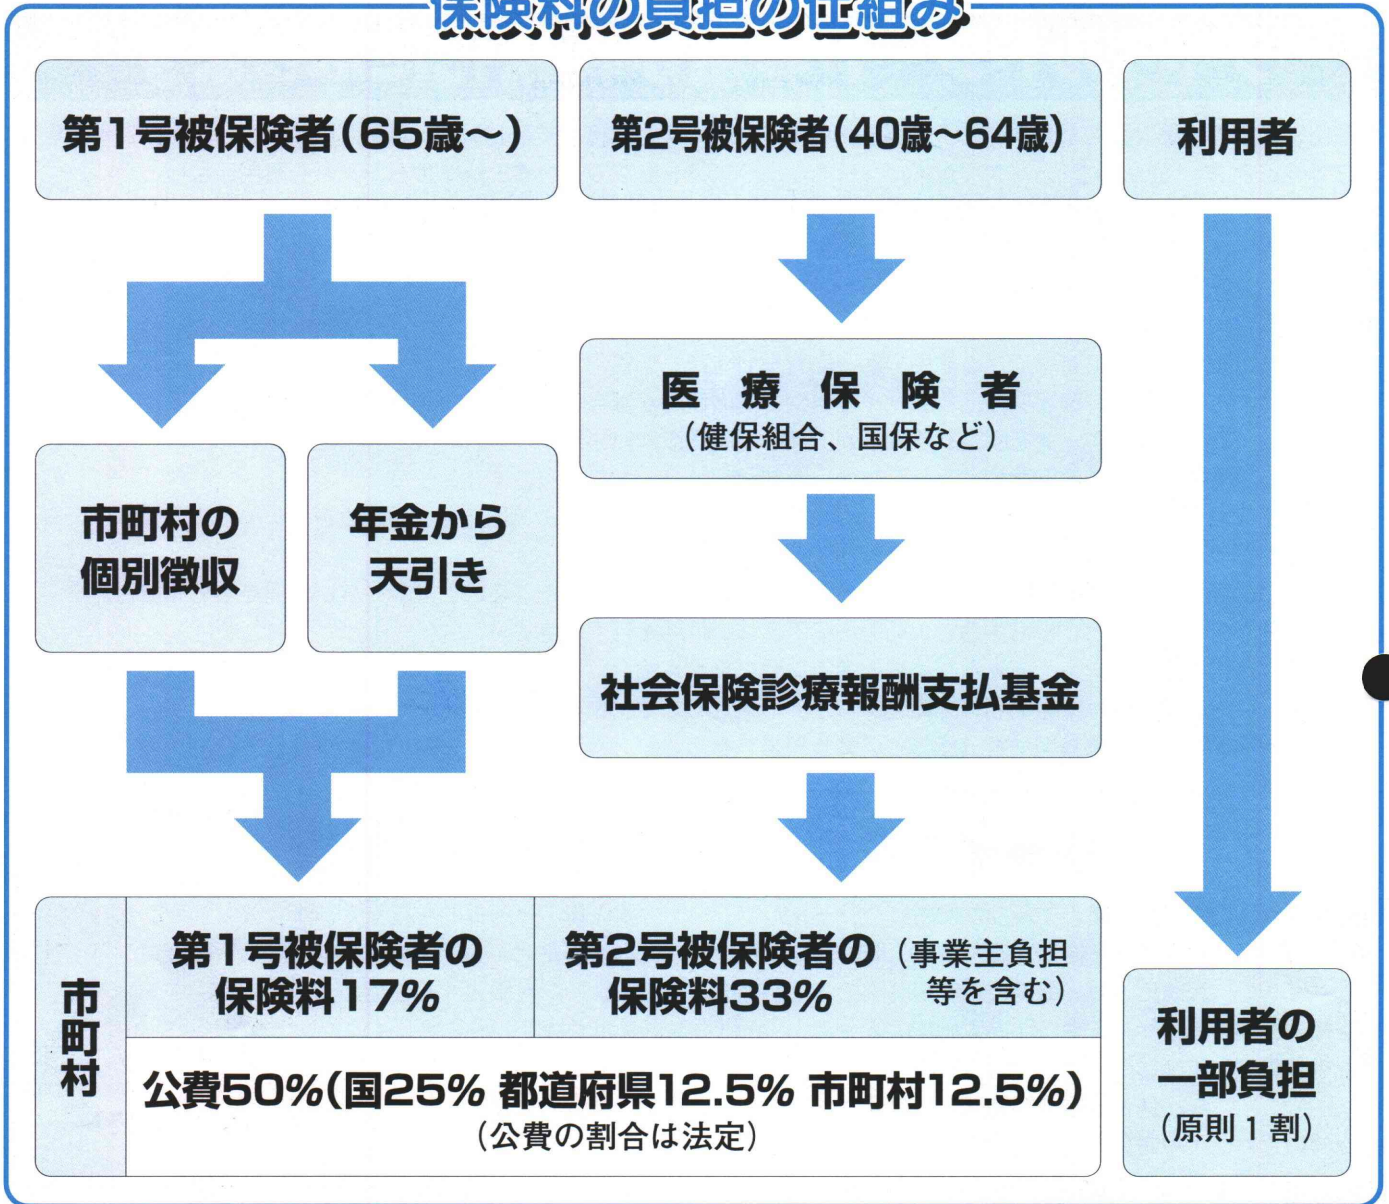 保険料の負担の仕組み
第1号被保険者（65歳～）
第2号被保険者（40歳～64歳）
利用者
医療保険者
（健保組合、国保など）
市町村の
個別徴収
年金から
天引き
社会保険診療報酬支払基金
市町村
第1号被保険者の
保険料17%
第2号被保険者の
保険料33%
（事業主負担
等を含む）
公費50%（国25% 都道府県12.5% 市町村12.5%）
（公費の割合は法定）
利用者の
一部負担
（原則1割）